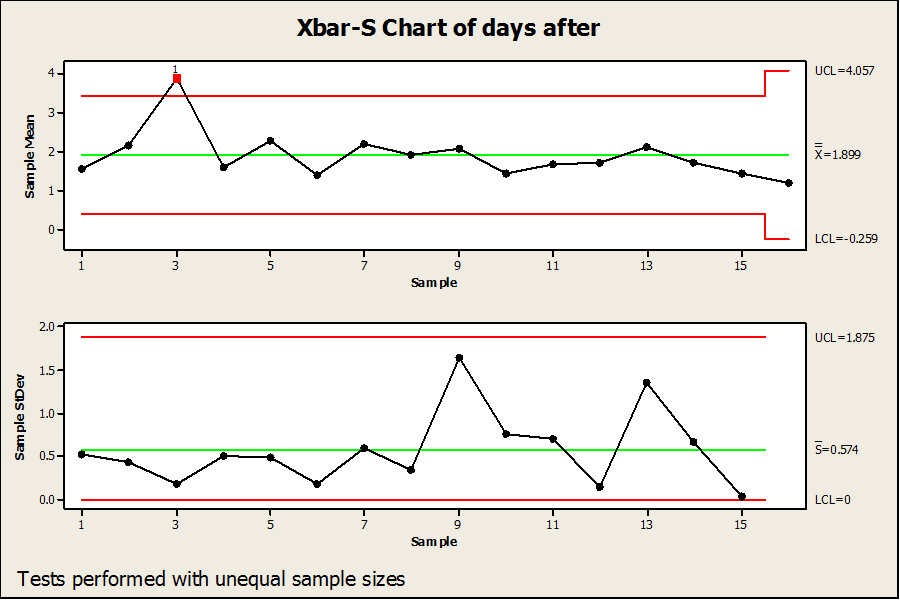 Xbar-S Chart of days after
1
4
3
2
1
0
Sample Mean
UCL=4.057
X=1.899
LCL=-0.259
1 3 5 7 9 11 13 15
Sample
2.0
1.5
1.0
0.5
0.0
Sample StDev
UCL=1.875
S=0.574
LCL=0
1 3 5 7 9 11 13 15
Sample
Tests performed with unequal sample sizes